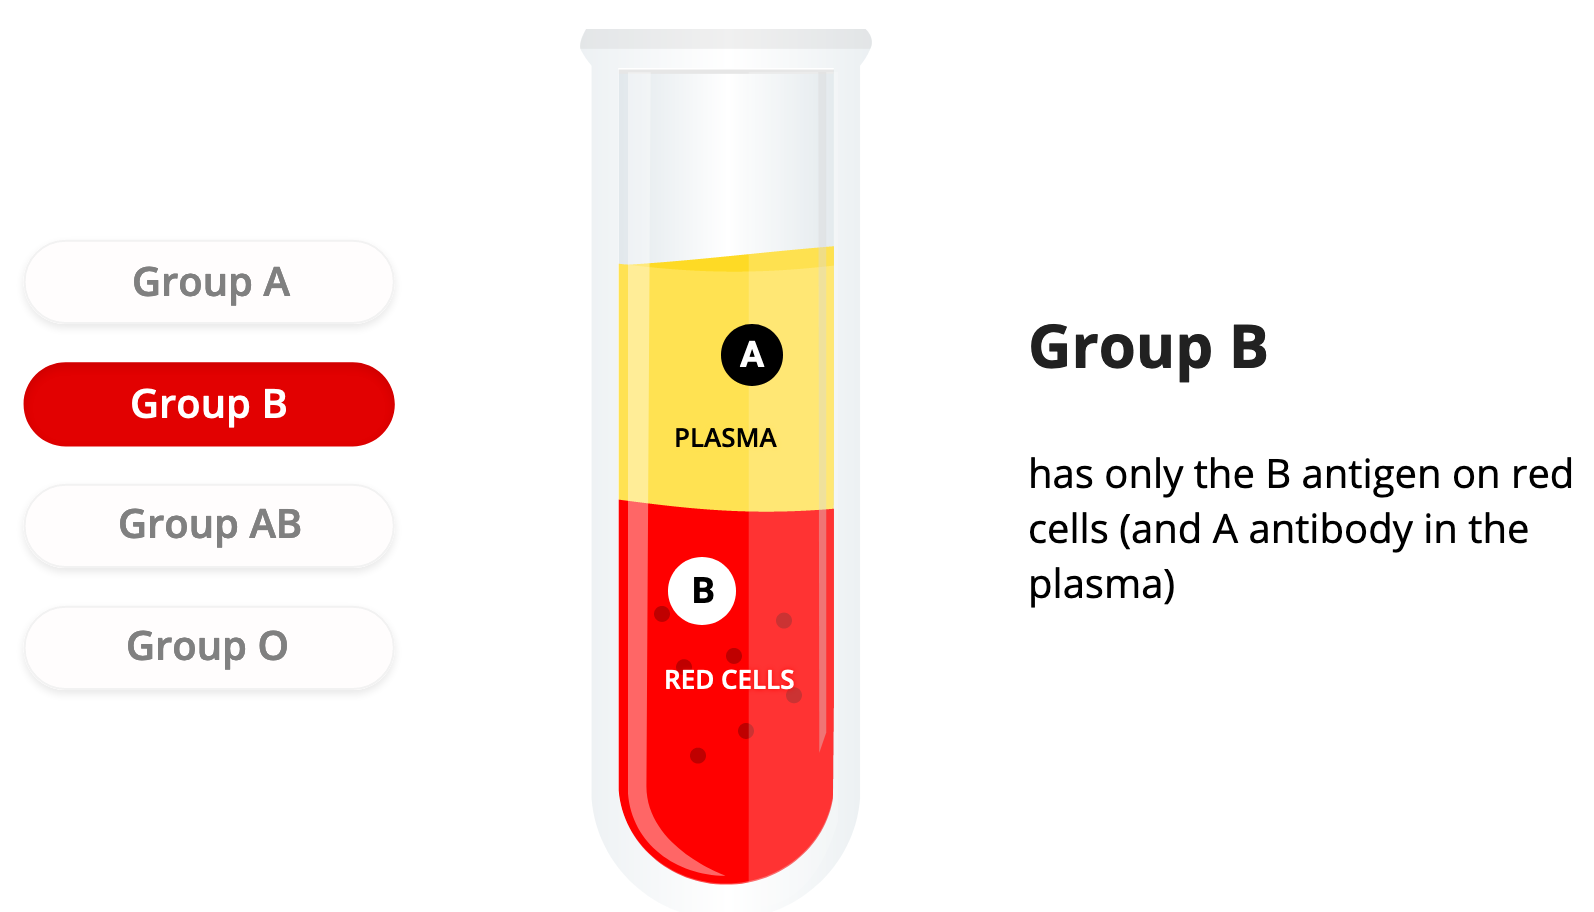 Group A
Group B
Group AB
Group O
A
PLASMA
B
RED CELLS
Group B
has only the B antigen on red
cells (and A antibody in the
plasma)